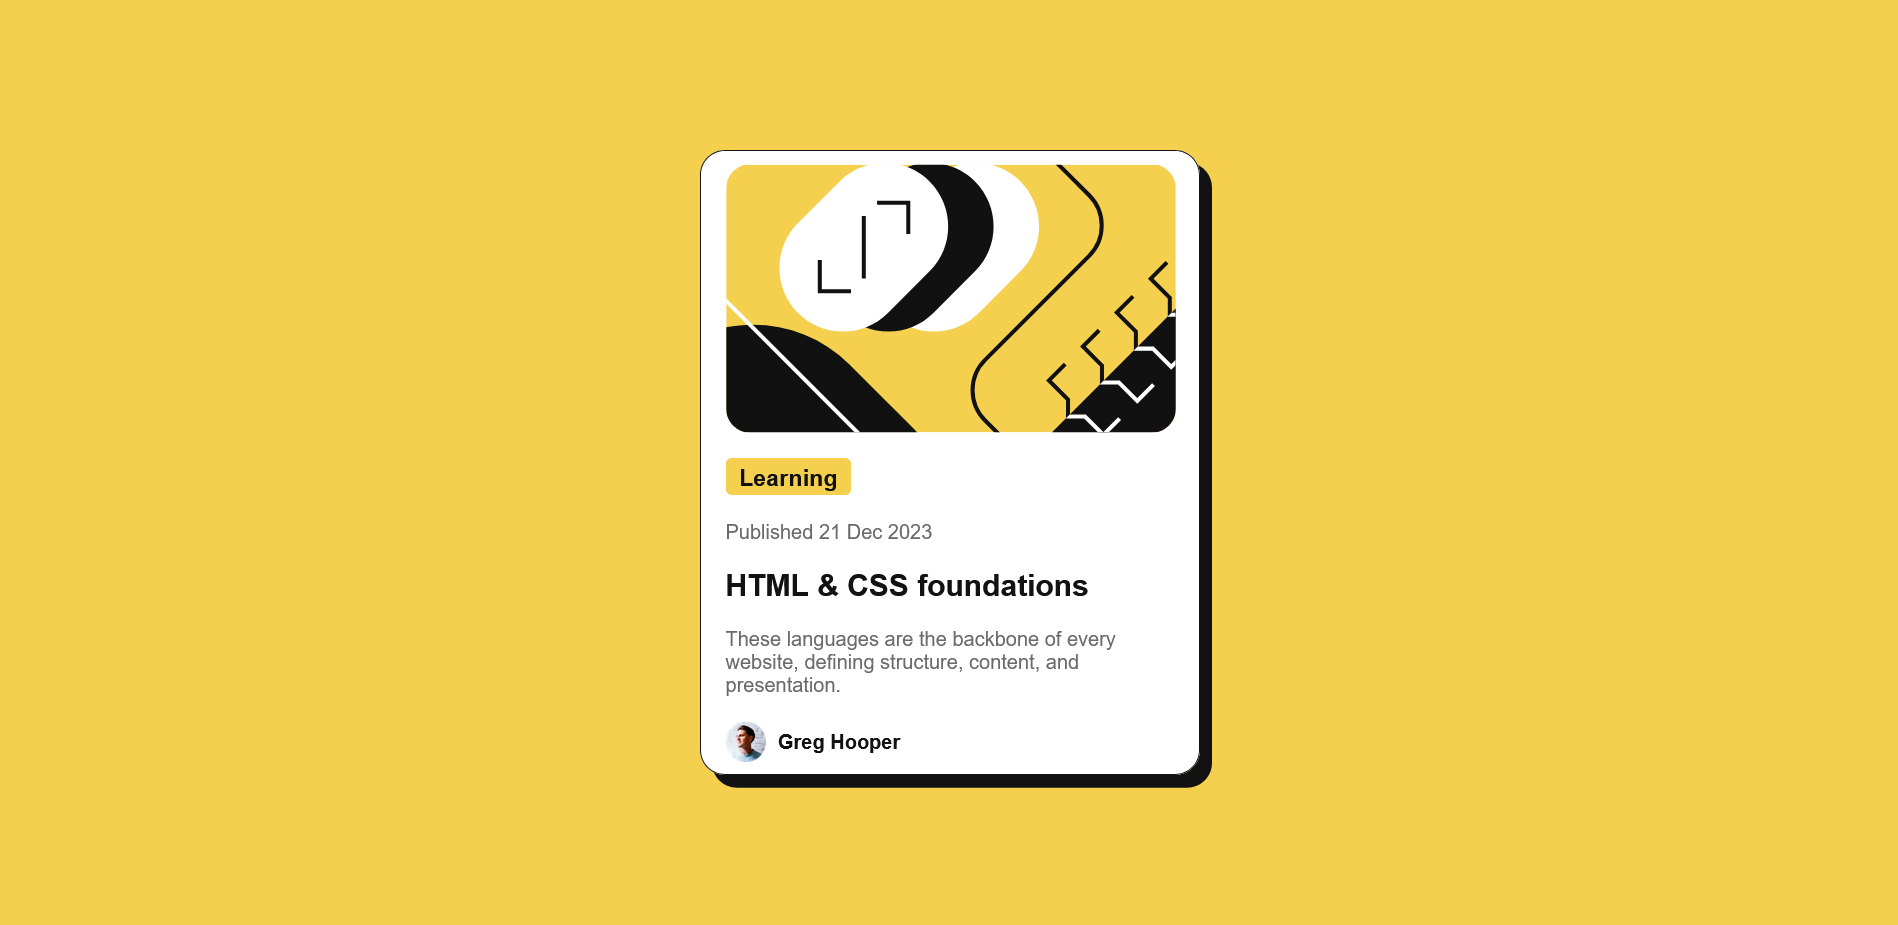 Learning
Published 21 Dec 2023
HTML & CSS foundations
These languages are the backbone of every
website, defining structure, content, and
presentation.
Greg Hooper